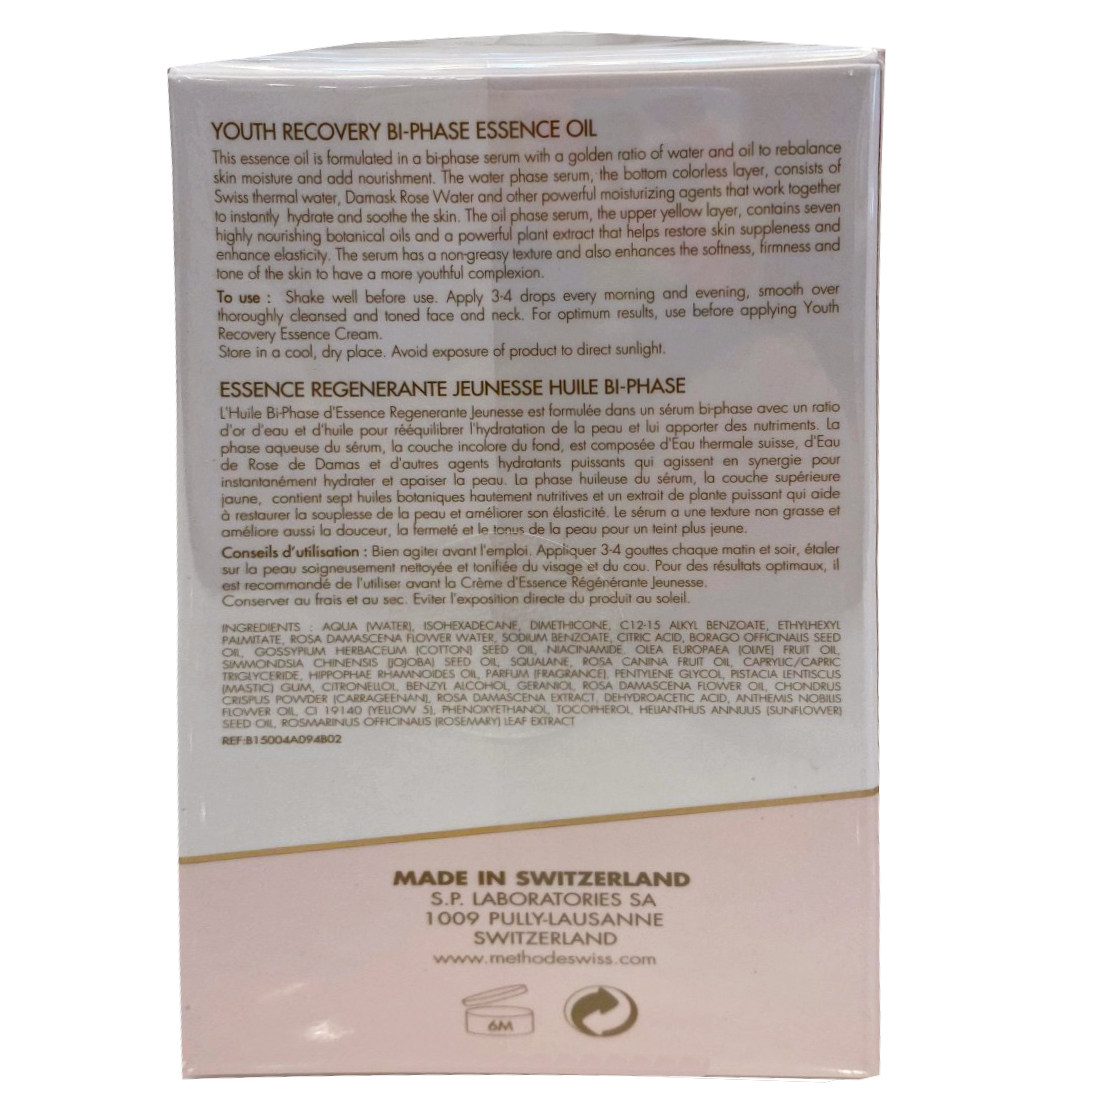 YOUTH RECOVERY BI-PHASE ESSENCE OIL
This essence oil is formulated in a bi-phase serum with a golden ratio of water and oil to rebalance
skin moisture and add nourishment. The water phase serum, the bottom colorless layer, consists of
Swiss thermal water, Damask Rose Water and other powerful moisturizing agents that work together
to instantly hydrate and soothe the skin. The oil phase serum, the upper yellow layer, contains seven
highly nourishing botanical oils and a powerful plant extract that helps restore skin suppleness and
enhance elasticity. The serum has a non-greasy texture and also enhances the softness, firmness and
tone of the skin to have a more youthful complexion.
To use : Shake well before use. Apply 3-4 drops every morning and evening, smooth over
thoroughly cleansed and toned face and neck. For optimum results, use before applying Youth
Recovery Essence Cream.
Store in a cool, dry place. Avoid exposure of product to direct sunlight.
ESSENCE REGENERANTE JEUNESSE HUILE BI-PHASE
L'Huile Bi-Phase d'Essence Regenerante Jeunesse est formulée dans un sérum bi-phase avec un ratio
d'or d'eau et d'huile pour rééquilibrer l'hydratation de la peau et lui apporter des nutriments. La
phase aqueuse du sérum, la couche incolore du fond, est composée d'Eau thermale suisse, d'Eau
de Rose de Damas et d'autres agents hydratants puissants qui agissent en synergie pour
instantanément hydrater et apaiser la peau. La phase huileuse du sérum, la couche supérieure
jaune, contient sept huiles botaniques hautement nutritives et un extrait de plante puissant qui aide
à restaurer la souplesse de la peau et améliorer son élasticité. Le sérum a une texture non grasse et
améliore aussi la douceur, la fermeté et le tonus de la peau pour un teint plus jeune.
Conseils d'utilisation : Bien agiter avant l'emploi. Appliquer 3-4 gouttes chaque matin et soir, étaler
sur la peau soigneusement nettoyée et tonifiée du visage et du cou. Pour des résultats optimaux, il
est recommandé de l'utiliser avant la Crème d'Essence Régénérante Jeunesse.
Conserver au frais et au sec. Eviter l'exposition directe du produit au soleil.
INGREDIENTS : AQUA (WATER), ISOHEXADECANE, DIMETHICONE, C12-15 ALKYL BENZOATE, ETHYLHEXYL
PALMITATE, ROSA DAMASCENA FLOWER WATER, SODIUM BENZOATE, CITRIC ACID, BORAGO OFFICINALIS SEED
OIL, GOSSYPIUM HERBACEUM (COTTON) SEED OIL, NIACINAMIDE, OLEA EUROPAEA (OLIVE) FRUIT OIL,
SIMMONDSIA CHINENSIS (JOJOBA) SEED OIL, SQUALANE, ROSA CANINA FRUIT OIL, CAPRYLIC/CAPRIC
TRIGLYCERIDE, HIPPOPHAE RHAMNOIDES OIL, PARFUM (FRAGRANCE), PENTYLENE GLYCOL, PISTACIA LENTISCUS
(MASTIC) GUM, CITRONELLOL, BENZYL ALCOHOL, GERANIOL, ROSA DAMASCENA FLOWER OIL, CHONDRUS
CRISPUS POWDER (CARRAGEENAN), ROSA DAMASCENA EXTRACT, DEHYDROACETIC ACID, ANTHEMIS NOBILIS
FLOWER OIL, CI 19140 (YELLOW 5), PHENOXYETHANOL, TOCOPHEROL, HELIANTHUS ANNUUS (SUNFLOWER)
SEED OIL, ROSMARINUS OFFICINALIS (ROSEMARY) LEAF EXTRACT
REF:B15004A094B02
MADE IN SWITZERLAND
S.P. LABORATORIES SA
1009 PULLY-LAUSANNE
SWITZERLAND
www.methodeswiss.com
6M